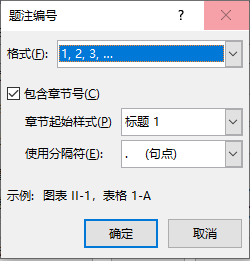 题注编号
格式(F): 1, 2, 3, ...
包含章节号(C)
章节起始样式(P) 标题 1
使用分隔符(E): . (句点)
示例: 图表 II-1, 表格 1-A
确定 取消